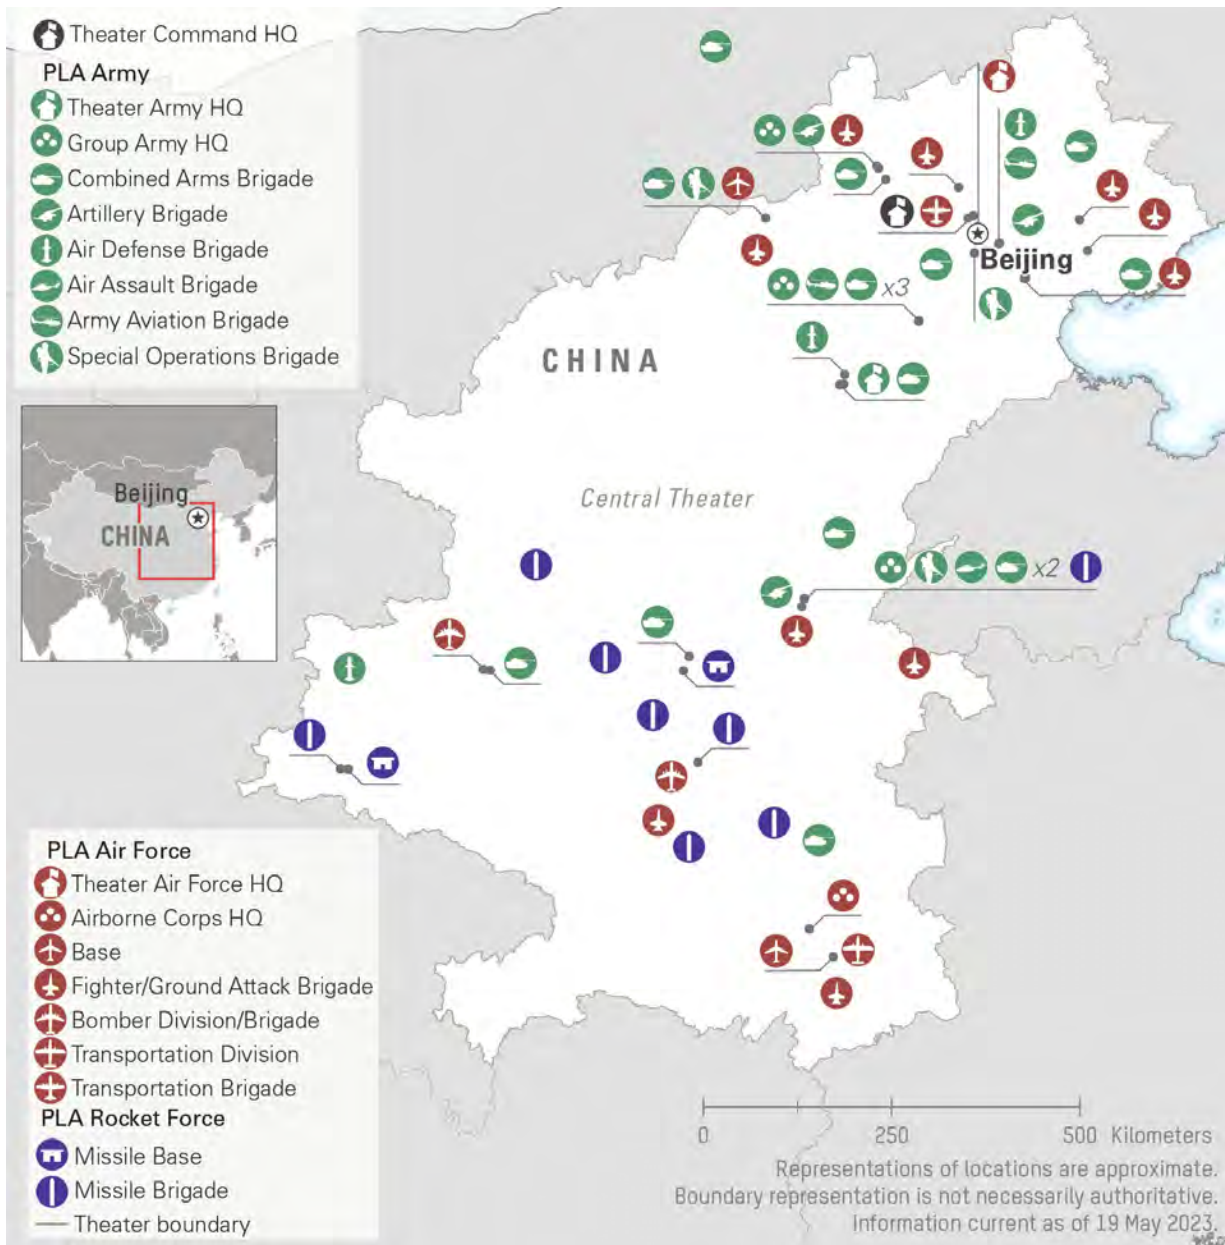 Theater Command HQ
PLA Army
Theater Army HQ
Group Army HQ
Combined Arms Brigade
Artillery Brigade
Air Defense Brigade
Air Assault Brigade
Army Aviation Brigade
Special Operations Brigade
Beijing
x3
CHINA
Beijing
CHINA
Central Theater
x2
PLA Air Force
Theater Air Force HQ
Airborne Corps HQ
Base
Fighter/Ground Attack Brigade
Bomber Division/Brigade
Transportation Division
Transportation Brigade
PLA Rocket Force
Missile Base
Missile Brigade
Theater boundary
0 250 500 Kilometers
Representations of locations are approximate.
Boundary representation is not necessarily authoritative.
Information current as of 19 May 2023.